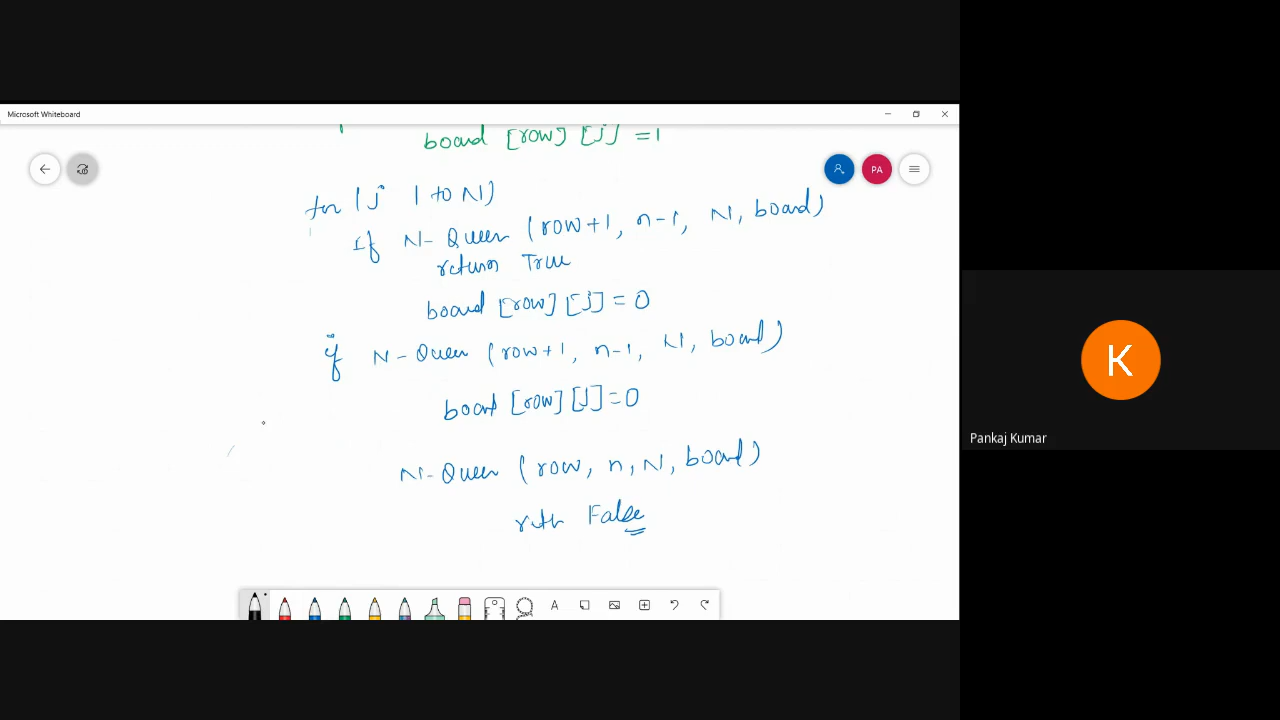 Microsoft Whiteboard
board [row] [j] = 1
PA
for (j 1 to N)
If N-Queen (row+1, n-1, N, board)
return True
board [row] [j] = 0
if N-Queen (row+1, n-1, N, board)
board [row] [j] = 0
N-Queen (row, n, N, board)
retn False
K
Pankaj Kumar
A